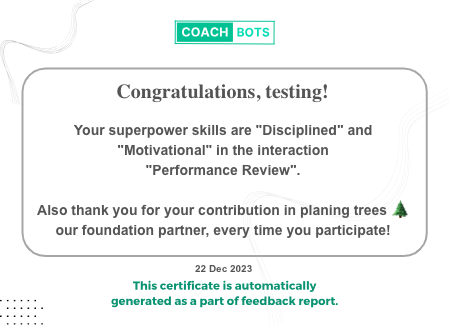 COACH BOTS
Congratulations, testing!
Your superpower skills are "Disciplined" and
"Motivational" in the interaction
"Performance Review".
Also thank you for your contribution in planing trees 🌲
our foundation partner, every time you participate!
22 Dec 2023
This certificate is automatically
generated as a part of feedback report.